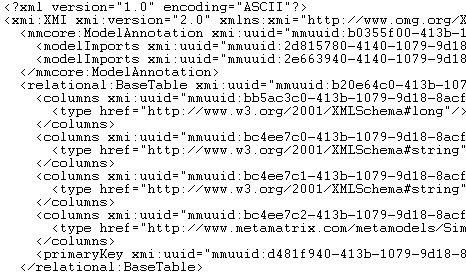 <?xml version="1.0" encoding="ASCII"?>
<xmi:XMI xmi:version="2.0" xmlns:xmi="http://www.omg.org/X
<mmcore:ModelAnnotation xmi:uuid="mmuuid:b0355f00-413b-1
<modelImports xmi:uuid="mmuuid:2d815780-4140-1079-9d18
<modelImports xmi:uuid="mmuuid:2e663940-4140-1079-9d18
</mmcore:ModelAnnotation>
<relational:BaseTable xmi:uuid="mmuuid:b20e64c0-413b-107
<columns xmi:uuid="mmuuid:bb5ac3c0-413b-1079-9d18-8acf
<type href="http://www.w3.org/2001/XMLSchema#long"/>
</columns>
<columns xmi:uuid="mmuuid:bc4ee7c0-413b-1079-9d18-8acf
<type href="http://www.w3.org/2001/XMLSchema#string"
</columns>
<columns xmi:uuid="mmuuid:bc4ee7c1-413b-1079-9d18-8acf
<type href="http://www.w3.org/2001/XMLSchema#string"
</columns>
<columns xmi:uuid="mmuuid:bc4ee7c2-413b-1079-9d18-8acf
<type href="http://www.metamatrix.com/metamodels/Sim
</columns>
<primaryKey xmi:uuid="mmuuid:d481f940-413b-1079-9d18-8
</relational:BaseTable>